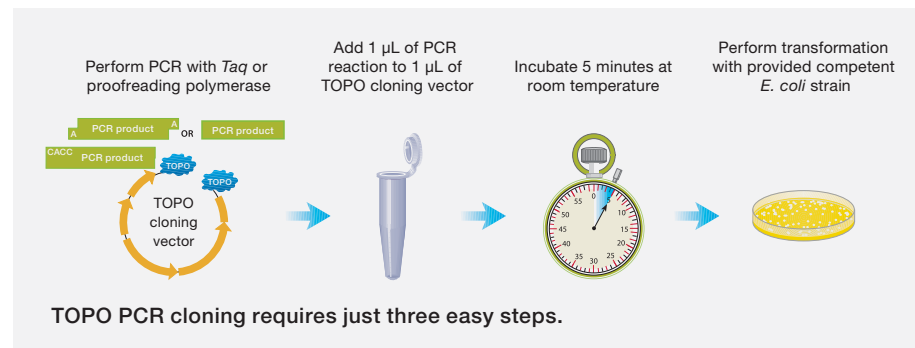 Perform PCR with Taq or
proofreading polymerase
Add 1 µL of PCR
reaction to 1 µL of
TOPO cloning vector
Incubate 5 minutes at
room temperature
Perform transformation
with provided competent
E. coli strain
A PCR product A
OR
PCR product
CACC PCR product
TOPO
TOPO
TOPO
cloning
vector
0
5
10
15
20
25
30
35
40
45
50
55
TOPO PCR cloning requires just three easy steps.